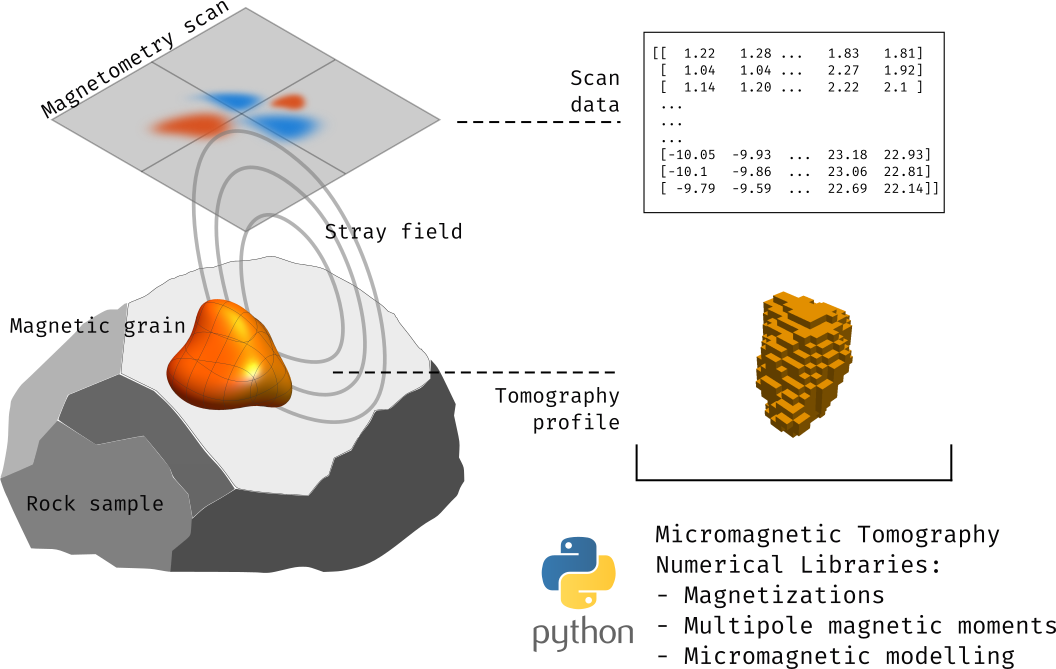 Magnetometry scan
Scan
data
[[ 1.22 1.28 ... 1.83 1.81]
[ 1.04 1.04 ... 2.27 1.92]
[ 1.14 1.20 ... 2.22 2.1 ]
...
...
...
[-10.05 -9.93 ... 23.18 22.93]
[-10.1 -9.86 ... 23.06 22.81]
[ -9.79 -9.59 ... 22.69 22.14]]
Stray field
Magnetic grain
Tomography
profile
Rock sample
python
Micromagnetic Tomography
Numerical Libraries:
- Magnetizations
- Multipole magnetic moments
- Micromagnetic modelling